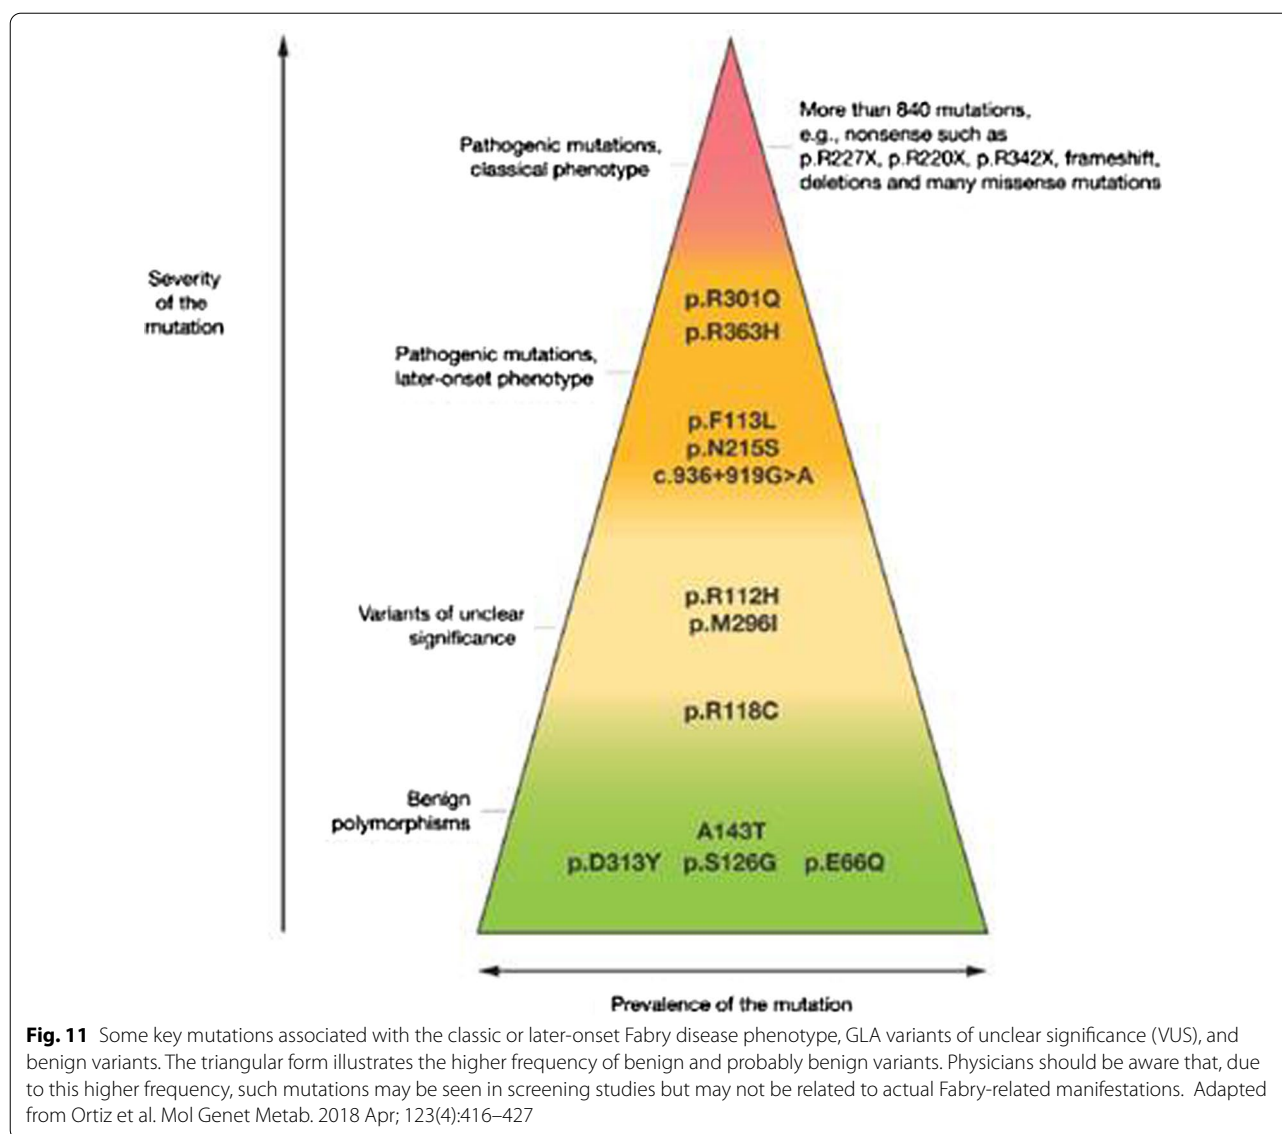 More than 840 mutations,
e.g., nonsense such as
p.R227X, p.R220X, p.R342X, frameshift,
deletions and many missense mutations
Pathogenic mutations,
classical phenotype
Severity
of the
mutation
p.R301Q
p.R363H
Pathogenic mutations,
later-onset phenotype
p.F113L
p.N215S
c.936+919G>A
p.R112H
p.M296I
Variants of unclear
significance
p.R118C
Benign
polymorphisms
A143T
p.D313Y p.S126G p.E66Q
Prevalence of the mutation
Fig. 11 Some key mutations associated with the classic or later-onset Fabry disease phenotype, GLA variants of unclear significance (VUS), and
benign variants. The triangular form illustrates the higher frequency of benign and probably benign variants. Physicians should be aware that, due
to this higher frequency, such mutations may be seen in screening studies but may not be related to actual Fabry-related manifestations. Adapted
from Ortiz et al. Mol Genet Metab. 2018 Apr; 123(4):416–427